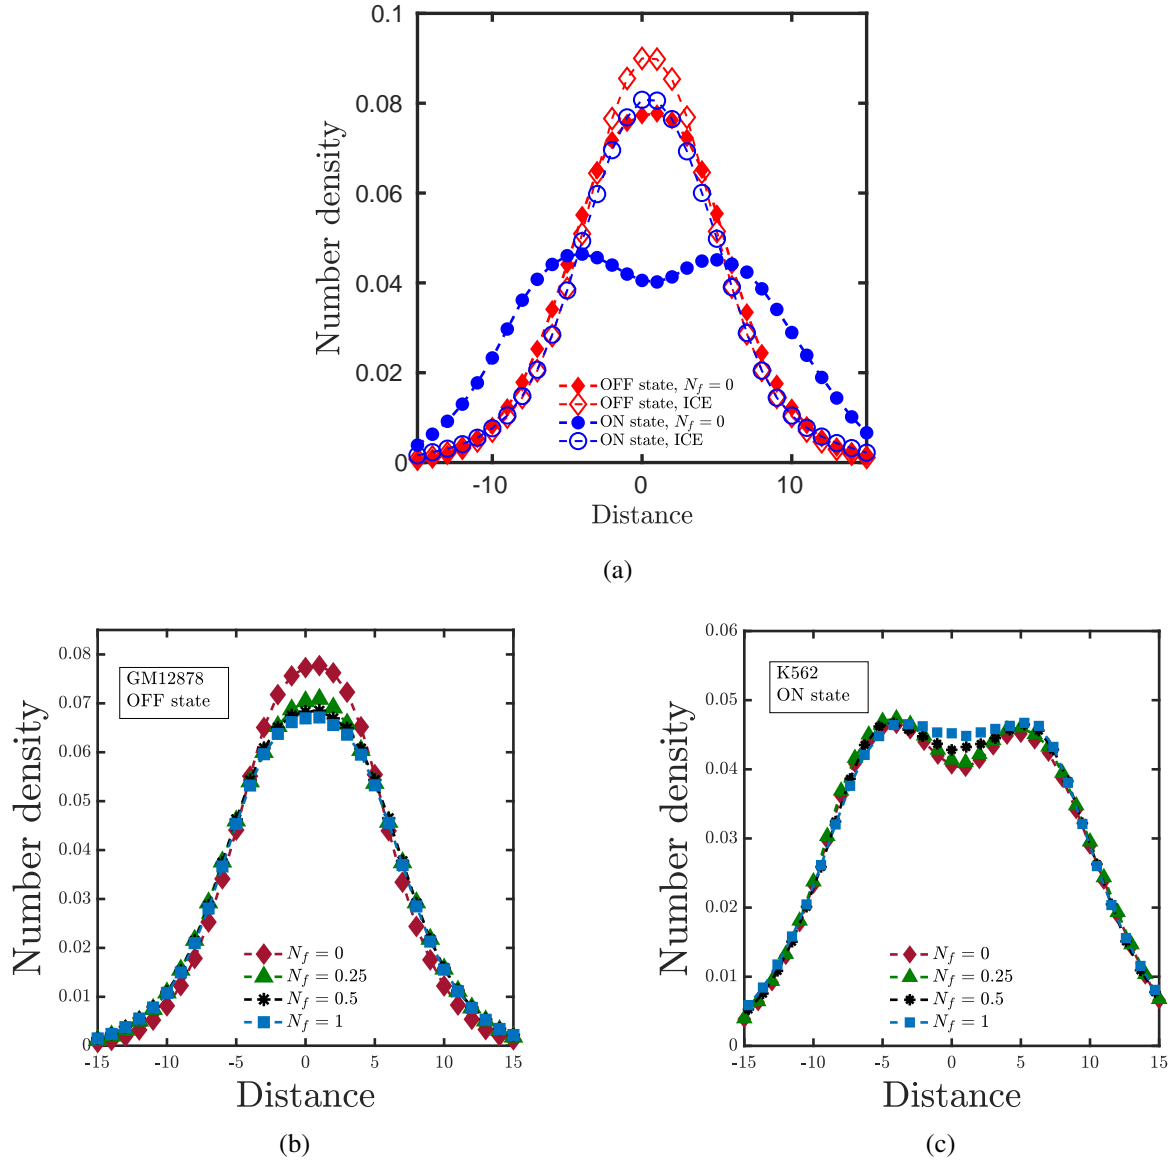 0.1
0.08
0.06
0.04
0.02
0
Number density
OFF state, N_f = 0
OFF state, ICE
ON state, N_f = 0
ON state, ICE
-10
0
10
Distance
(a)
0.08
0.07
0.06
0.05
0.04
0.03
0.02
0.01
0
Number density
GM12878
OFF state
N_f = 0
N_f = 0.25
N_f = 0.5
N_f = 1
-15
-10
-5
0
5
10
15
Distance
(b)
0.06
0.05
0.04
0.03
0.02
0.01
0
Number density
K562
ON state
N_f = 0
N_f = 0.25
N_f = 0.5
N_f = 1
-15
-10
-5
0
5
10
15
Distance
(c)